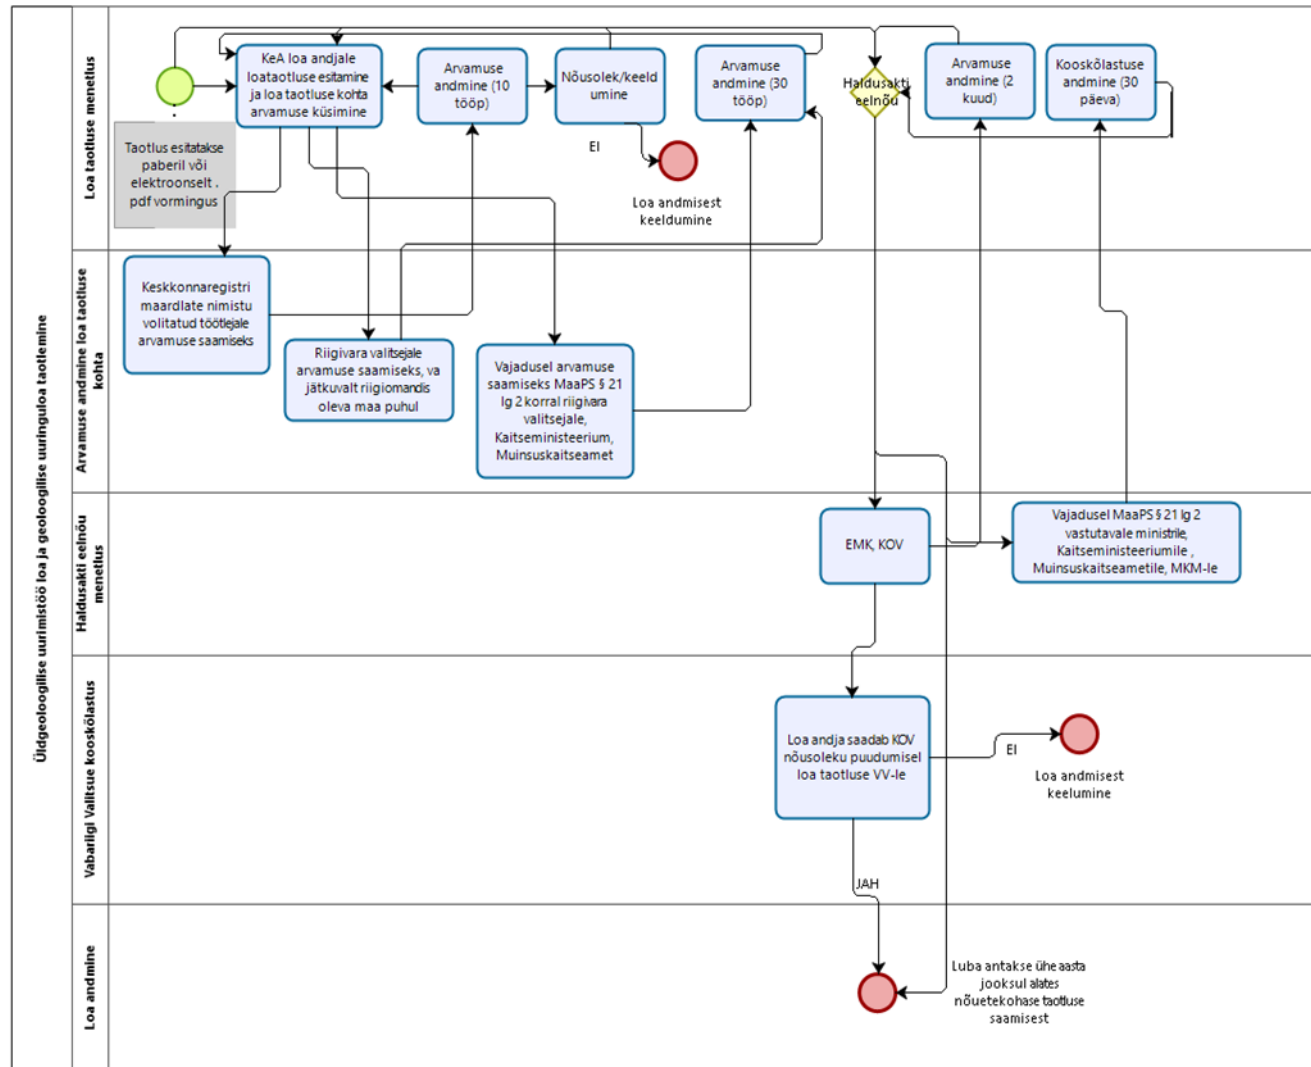 Üldgeoloogilise uurimistöö loa ja geoloogilise uuringuloa taotlemine
Loa taotluse menetlus
KeA loa andjale
loataotluse esitamine
ja loa taotluse kohta
arvamuse küsimine
Arvamuse
andmine (10
tööp)
Nõusolek/keeld
umine
Arvamuse
andmine (30
tööp)
Haldusakti
eelnõu
Arvamuse
andmine (2
kuud)
Kooskõlastuse
andmine (30
päeva)
Taotlus esitatakse
paberil või
elektroonselt .
pdf vormingus
EI
Loa andmisest
keeldumine
Arvamuse andmine loa taotluse
kohta
Keskkonnaregistri
maardlate nimistu
volitatud töötlejale
arvamuse saamiseks
Riigivara valitsejale
arvamuse saamiseks, va
jätkuvalt riigiomandis
oleva maa puhul
Vajadusel arvamuse
saamiseks MaaPS § 21
lg 2 korral riigivara
valitsejale,
Kaitseministeerium,
Muinsuskaitseamet
Haldusakti eelnõu
menetlus
EMK, KOV
Vajadusel MaaPS § 21 lg 2
vastutavale ministrile,
Kaitseministeeriumile ,
Muinsuskaitseametile, MKM-le
Vabariigi Valitsue kooskõlastus
Loa andja saadab KOV
nõusoleku puudumisel
loa taotluse VV-le
EI
Loa andmisest
keelumine
JAH
Loa andmine
Luba antakse ühe aasta
jooksul alates
nõuetekohase taotluse
saamisest